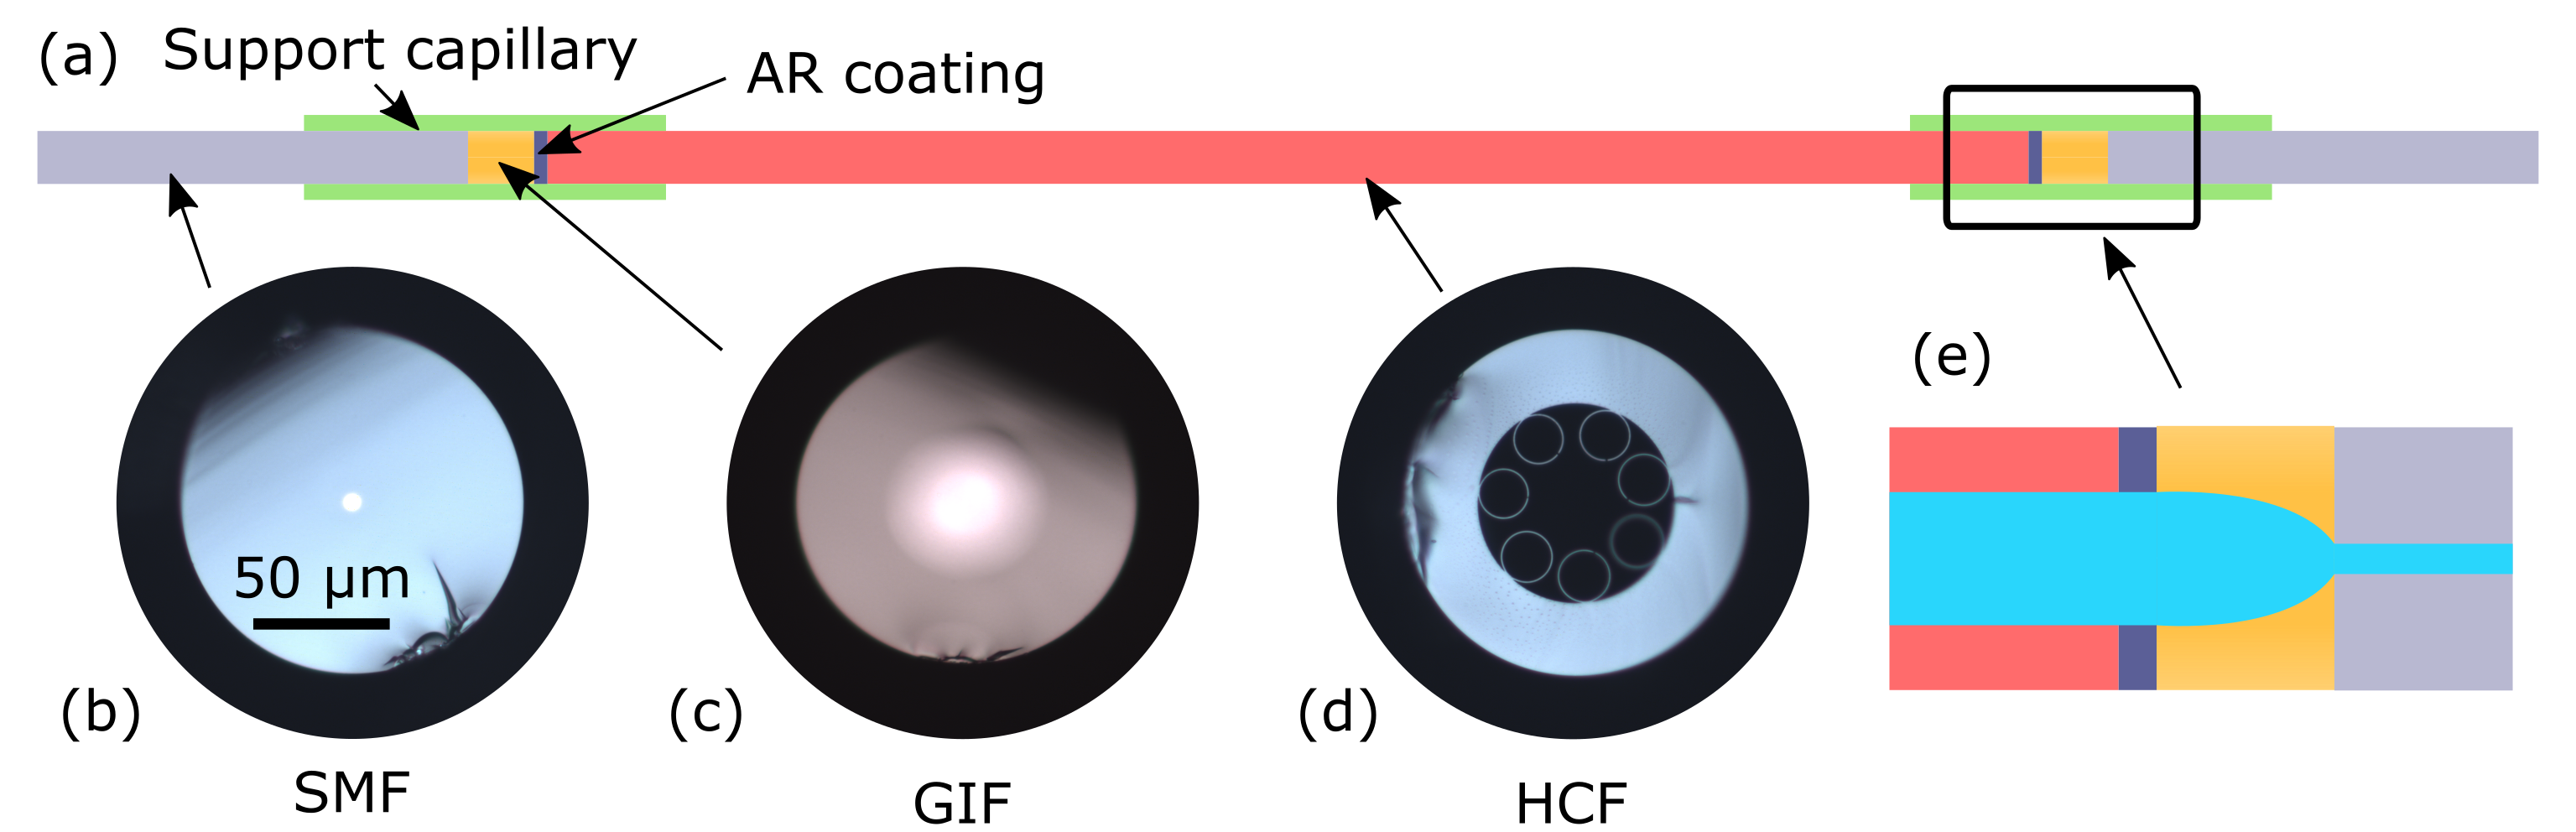 (a)
Support capillary
AR coating
(e)
50 µm
(b)
(c)
(d)
SMF
GIF
HCF